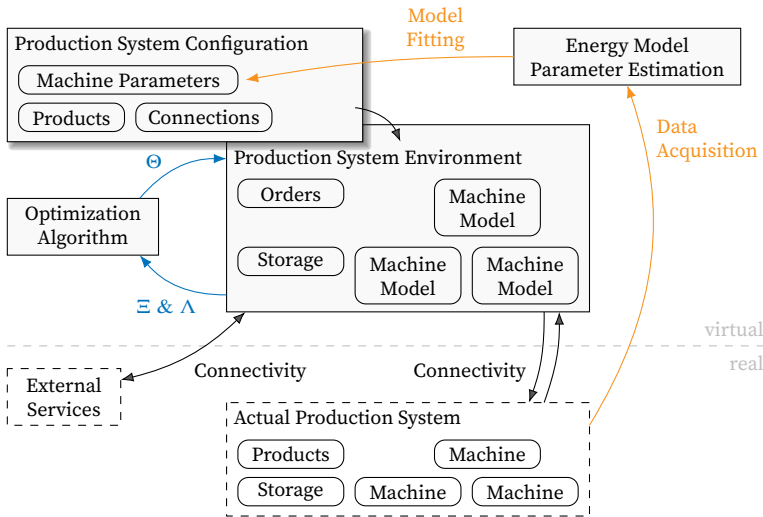 Model
Fitting
Production System Configuration
Machine Parameters
Products
Connections
Energy Model
Parameter Estimation
Data
Acquisition
Θ
Production System Environment
Orders
Machine
Model
Optimization
Algorithm
Storage
Machine
Model
Machine
Model
Ξ & Λ
virtual
real
Connectivity
Connectivity
External
Services
Actual Production System
Products
Machine
Storage
Machine
Machine